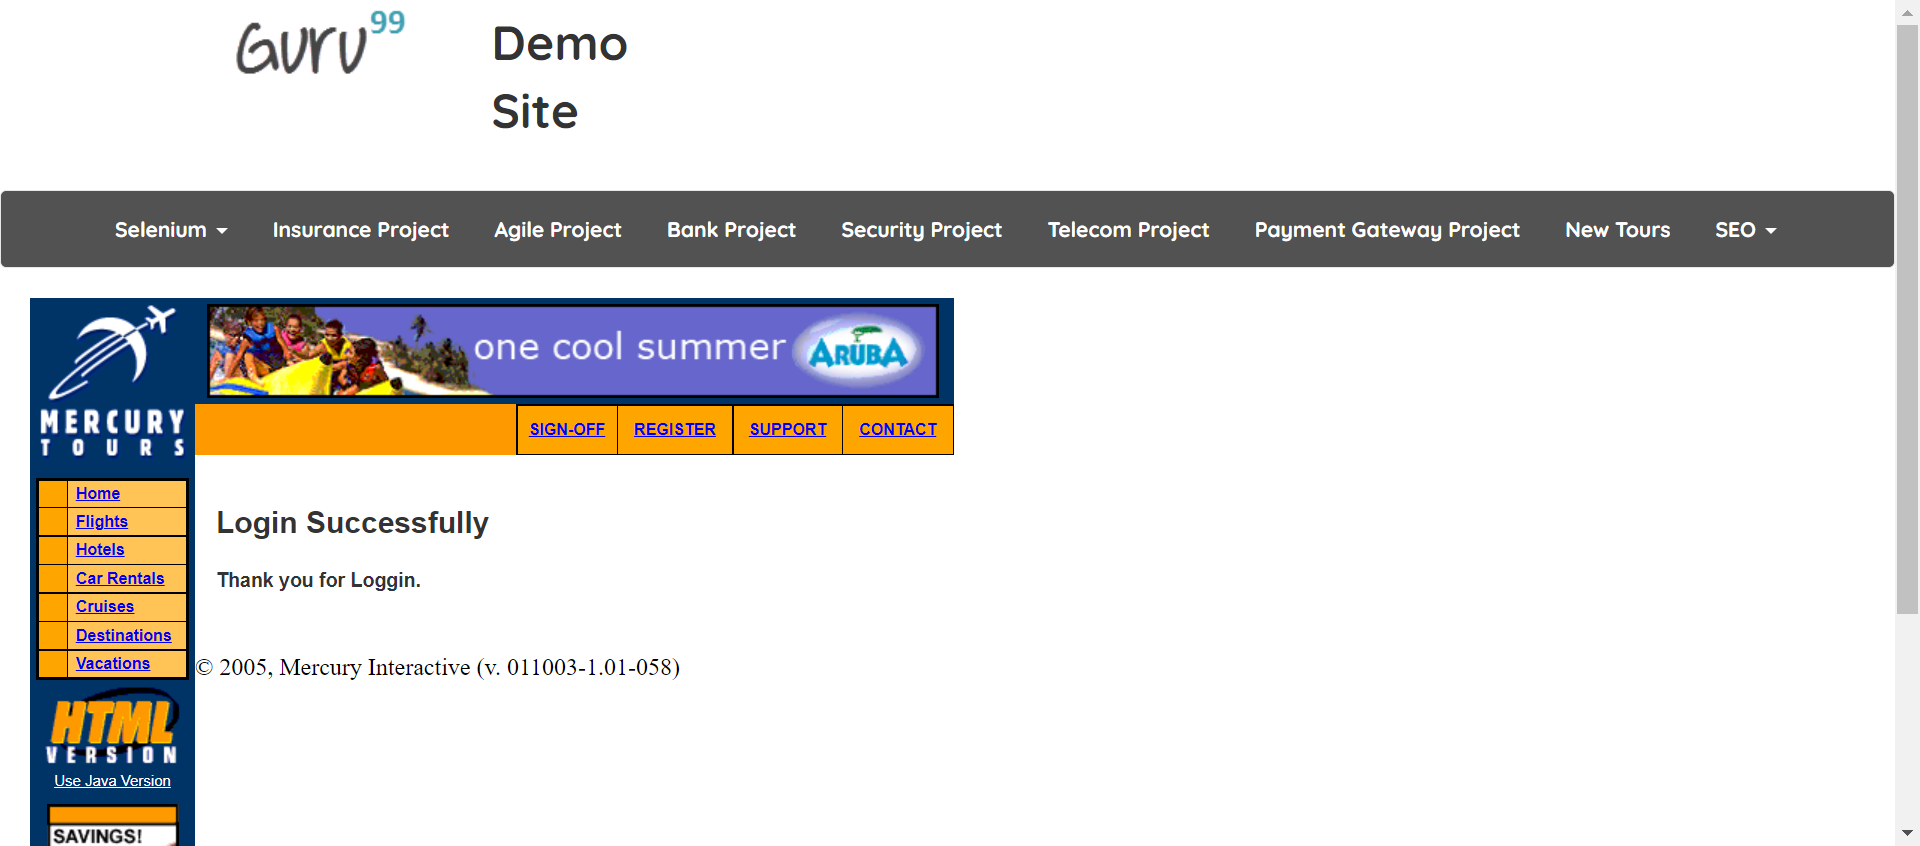 Guru99
Demo
Site
Selenium Insurance Project Agile Project Bank Project Security Project Telecom Project Payment Gateway Project New Tours SEO
one cool summer ARUBA
MERCURY
TOURS
SIGN-OFF REGISTER SUPPORT CONTACT
Home
Flights
Hotels
Car Rentals
Cruises
Destinations
Vacations
Login Successfully
Thank you for Loggin.
© 2005, Mercury Interactive (v. 011003-1.01-058)
HTML
VERSION
Use Java Version
SAVINGS!